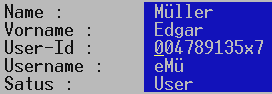 Name : Müller
Vorname : Edgar
User-Id : 004789135x7
Username : eMü
Satus : User